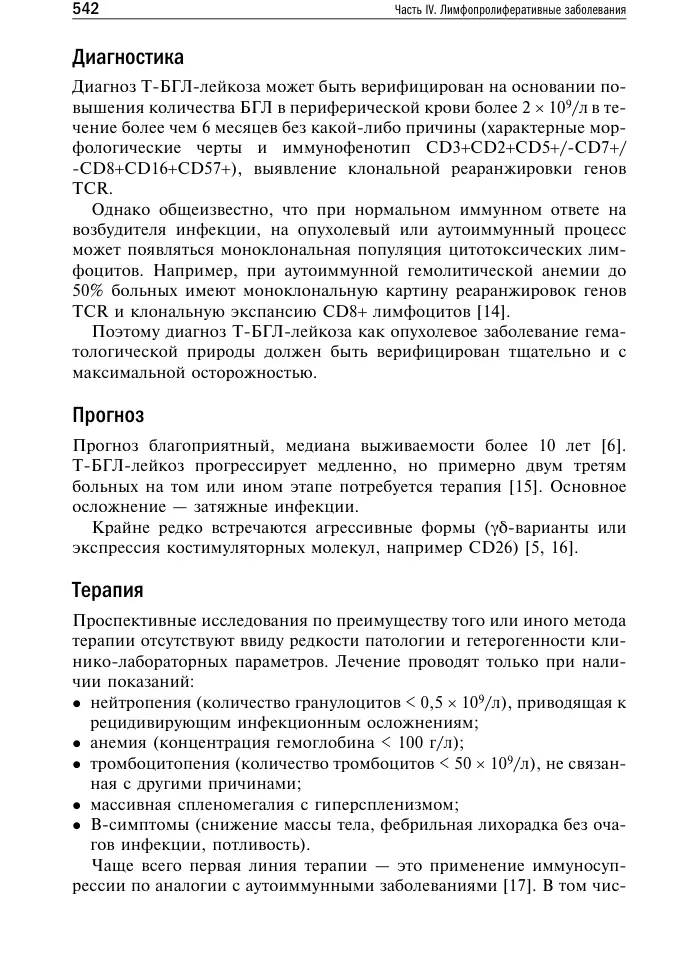 542
Часть IV. Лимфопролиферативные заболевания
Диагностика
Диагноз Т-БГЛ-лейкоза может быть верифицирован на основании по-
вышения количества БГЛ в периферической крови более 2 × 10⁹/л в те-
чение более чем 6 месяцев без какой-либо причины (характерные мор-
фологические черты и иммунофенотип CD3+CD2+CD5+/-CD7+/
-CD8+CD16+CD57+), выявление клональной реаранжировки генов
TCR.
Однако общеизвестно, что при нормальном иммунном ответе на
возбудителя инфекции, на опухолевый или аутоиммунный процесс
может появляться моноклональная популяция цитотоксических лим-
фоцитов. Например, при аутоиммунной гемолитической анемии до
50% больных имеют моноклональную картину реаранжировок генов
TCR и клональную экспансию CD8+ лимфоцитов [14].
Поэтому диагноз Т-БГЛ-лейкоза как опухолевое заболевание гема-
тологической природы должен быть верифицирован тщательно и с
максимальной осторожностью.
Прогноз
Прогноз благоприятный, медиана выживаемости более 10 лет [6].
Т-БГЛ-лейкоз прогрессирует медленно, но примерно двум третям
больных на том или ином этапе потребуется терапия [15]. Основное
осложнение — затяжные инфекции.
Крайне редко встречаются агрессивные формы (γδ-варианты или
экспрессия костимуляторных молекул, например CD26) [5, 16].
Терапия
Проспективные исследования по преимуществу того или иного метода
терапии отсутствуют ввиду редкости патологии и гетерогенности кли-
нико-лабораторных параметров. Лечение проводят только при нали-
чии показаний:
• нейтропения (количество гранулоцитов < 0,5 × 10⁹/л), приводящая к
рецидивирующим инфекционным осложнениям;
• анемия (концентрация гемоглобина < 100 г/л);
• тромбоцитопения (количество тромбоцитов < 50 × 10⁹/л), не связан-
ная с другими причинами;
• массивная спленомегалия с гиперспленизмом;
• В-симптомы (снижение массы тела, фебрильная лихорадка без оча-
гов инфекции, потливость).
Чаще всего первая линия терапии — это применение иммуносуп-
рессии по аналогии с аутоиммунными заболеваниями [17]. В том чис-